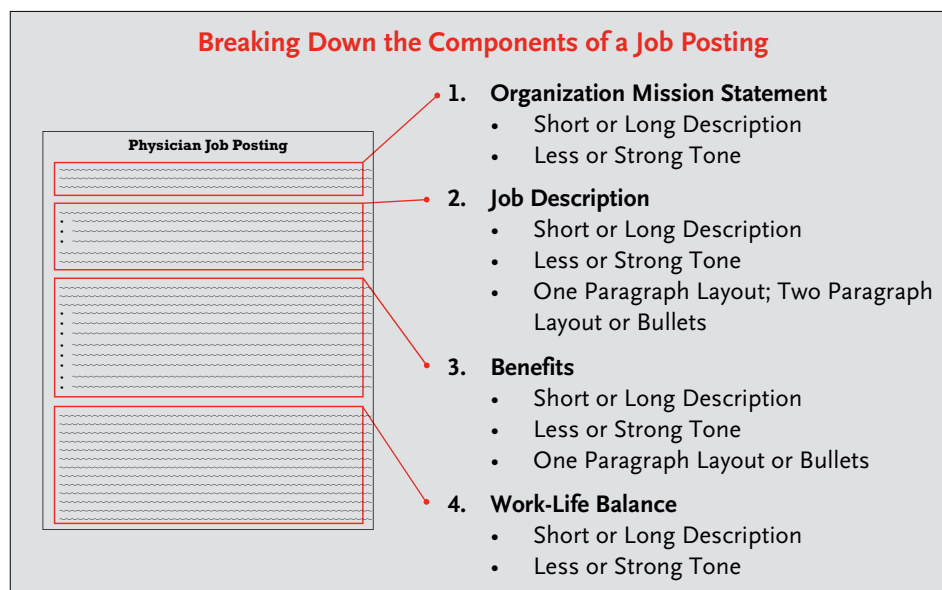 Breaking Down the Components of a Job Posting
Physician Job Posting
1. Organization Mission Statement
• Short or Long Description
• Less or Strong Tone
2. Job Description
• Short or Long Description
• Less or Strong Tone
• One Paragraph Layout; Two Paragraph
Layout or Bullets
3. Benefits
• Short or Long Description
• Less or Strong Tone
• One Paragraph Layout or Bullets
4. Work-Life Balance
• Short or Long Description
• Less or Strong Tone